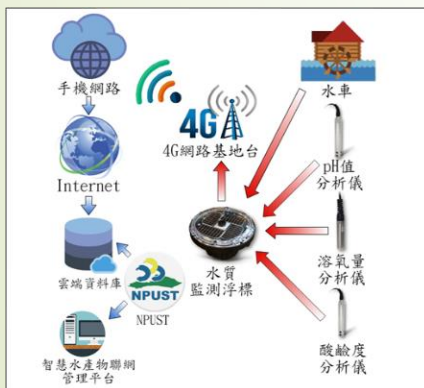 手機網路
Internet
雲端資料庫
智慧水產物聯網
管理平台
NPUST
NPUST
4G
4G網路基地台
水質
監測浮標
水車
pH值
分析儀
溶氧量
分析儀
酸鹼度
分析儀